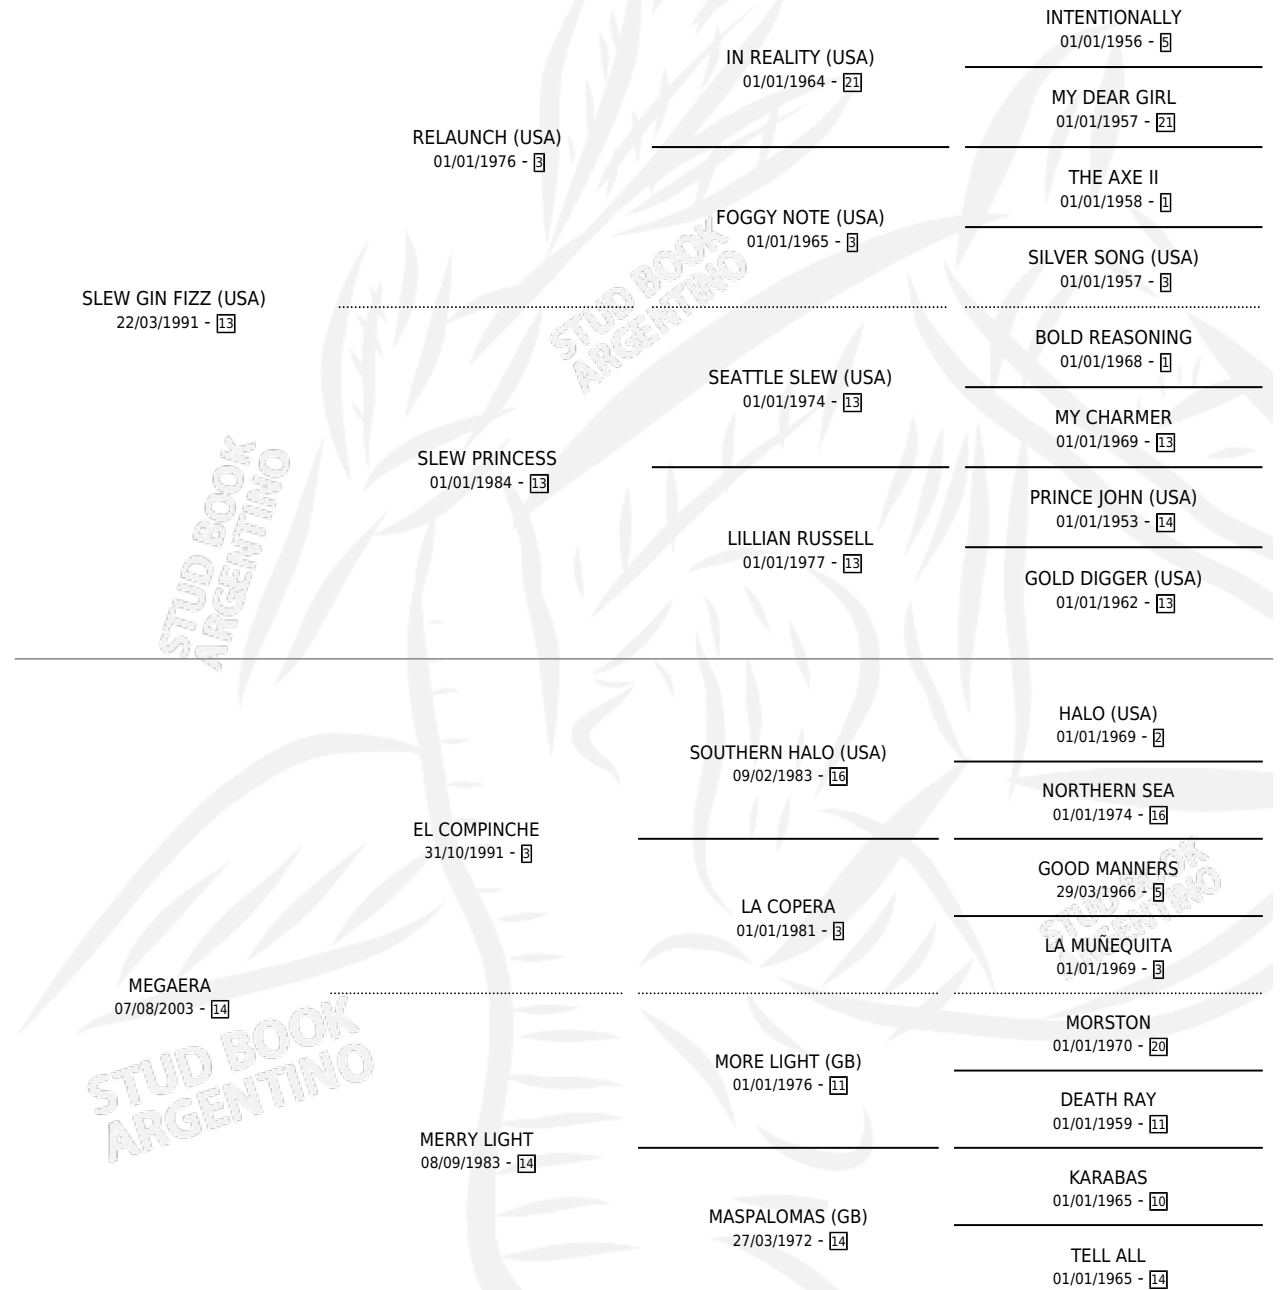 INTENTIONALLY
01/01/1956 - 5
IN REALITY (USA)
01/01/1964 - 21
MY DEAR GIRL
01/01/1957 - 21
RELAUNCH (USA)
01/01/1976 - 3
THE AXE II
01/01/1958 - 1
FOGGY NOTE (USA)
01/01/1965 - 3
SILVER SONG (USA)
01/01/1957 - 3
SLEW GIN FIZZ (USA)
22/03/1991 - 13
BOLD REASONING
01/01/1968 - 1
SEATTLE SLEW (USA)
01/01/1974 - 13
MY CHARMER
01/01/1969 - 13
SLEW PRINCESS
01/01/1984 - 13
PRINCE JOHN (USA)
01/01/1953 - 14
LILLIAN RUSSELL
01/01/1977 - 13
GOLD DIGGER (USA)
01/01/1962 - 13
HALO (USA)
01/01/1969 - 2
SOUTHERN HALO (USA)
09/02/1983 - 16
NORTHERN SEA
01/01/1974 - 16
EL COMPINCHE
31/10/1991 - 3
GOOD MANNERS
29/03/1966 - 5
LA COPERA
01/01/1981 - 3
LA MUÑEQUITA
01/01/1969 - 3
MEGAERA
07/08/2003 - 14
MORSTON
01/01/1970 - 20
MORE LIGHT (GB)
01/01/1976 - 11
DEATH RAY
01/01/1959 - 11
MERRY LIGHT
08/09/1983 - 14
KARABAS
01/01/1965 - 10
MASPALOMAS (GB)
27/03/1972 - 14
TELL ALL
01/01/1965 - 14
STUD BOOK
ARGENTINO
STUD BOOK
ARGENTINO
STUD BOOK
ARGENTINO
STUD BOOK
ARGENTINO